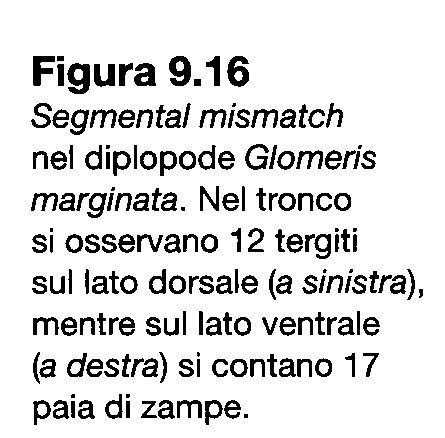 Figura 9.16
Segmental mismatch
nel diplopode Glomeris
marginata. Nel tronco
si osservano 12 tergiti
sul lato dorsale (a sinistra),
mentre sul lato ventrale
(a destra) si contano 17
paia di zampe.